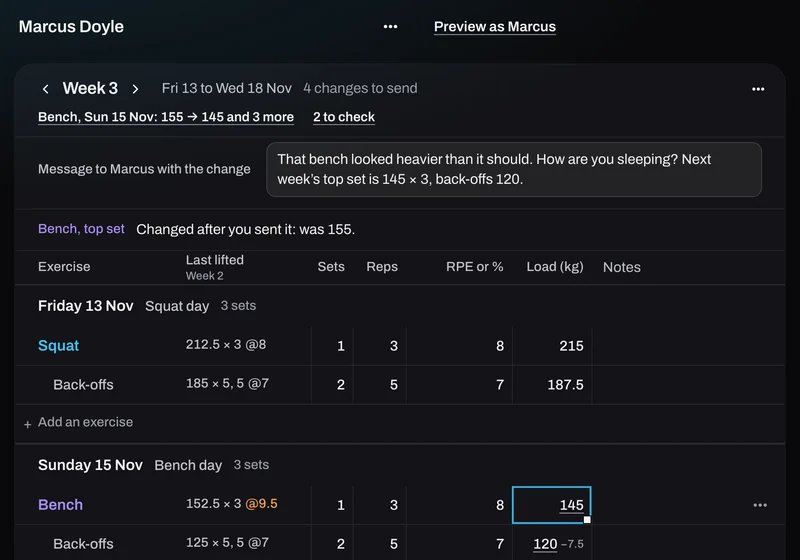 Marcus Doyle
Preview as Marcus
Week 3 Fri 13 to Wed 18 Nov 4 changes to send
Bench, Sun 15 Nov: 155 → 145 and 3 more 2 to check
Message to Marcus with the change
That bench looked heavier than it should. How are you sleeping? Next
week's top set is 145 × 3, back-offs 120.
Bench, top set Changed after you sent it: was 155.
Exercise Last lifted Sets Reps RPE or % Load (kg) Notes
Week 2
Friday 13 Nov Squat day 3 sets
Squat 212.5 × 3 @8 1 3 8 215
Back-offs 185 × 5, 5 @7 2 5 7 187.5
+ Add an exercise
Sunday 15 Nov Bench day 3 sets
Bench 152.5 × 3 @9.5 1 3 8 145
Back-offs 125 × 5, 5 @7 2 5 7 120 −7.5